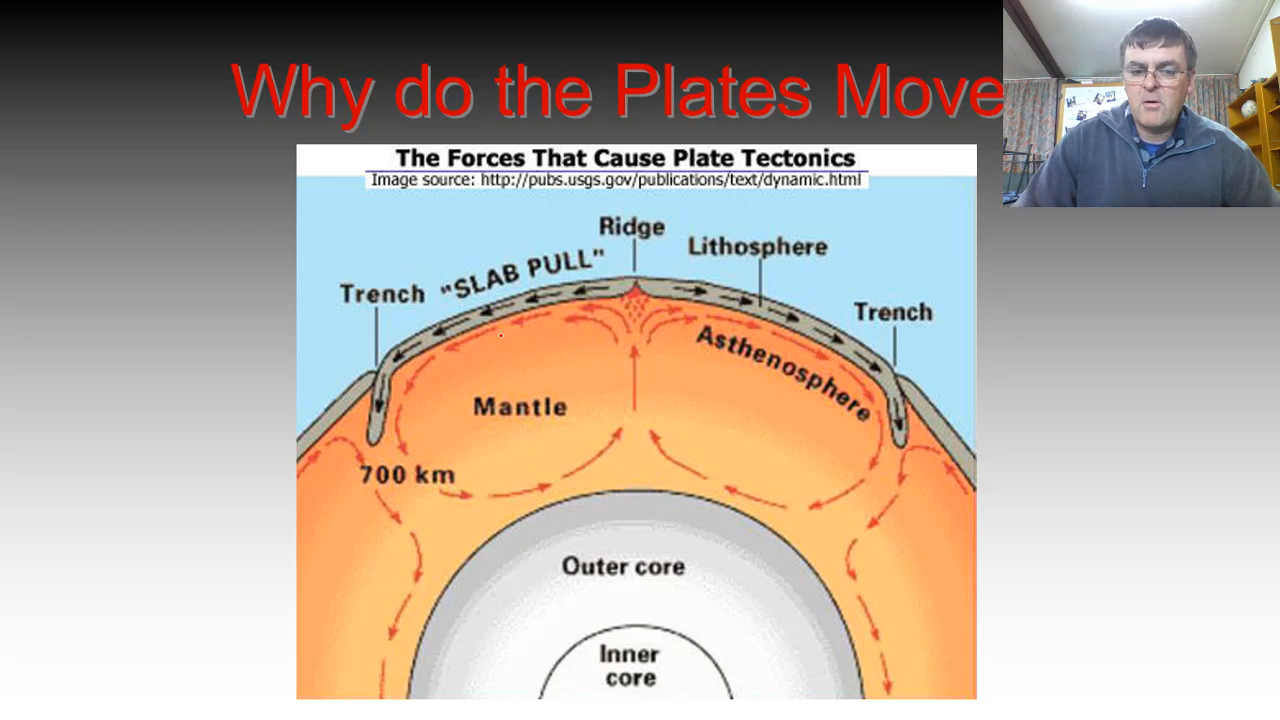 Why do the Plates Move
The Forces That Cause Plate Tectonics
Image source: http://pubs.usgs.gov/publications/text/dynamic.html
Ridge
Lithosphere
"SLAB PULL"
Trench
Trench
Asthenosphere
Mantle
700 km
Outer core
Inner
core